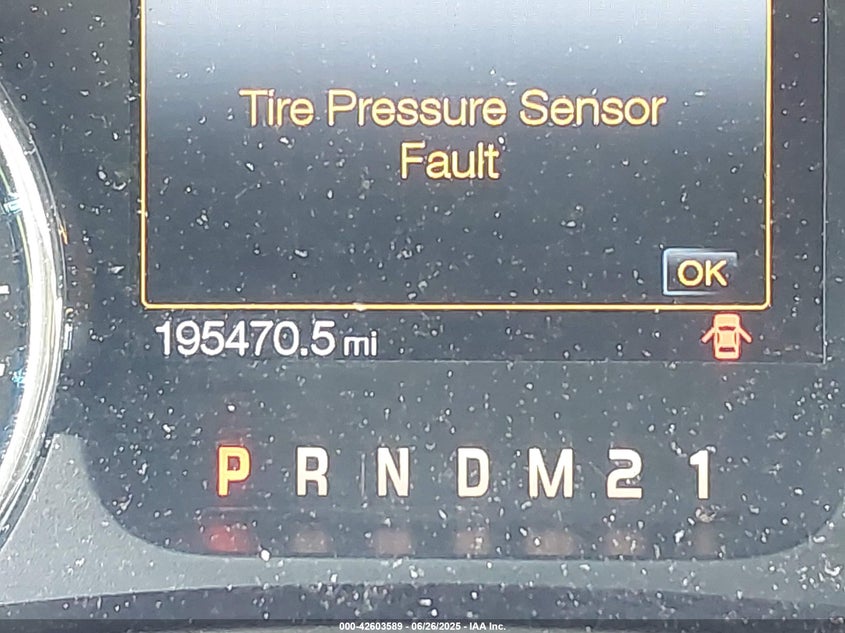 Tire Pressure Sensor
Fault
OK
195470.5 mi
P R N D M 2 1
000-42603589 - 06/26/2025 - IAA Inc.